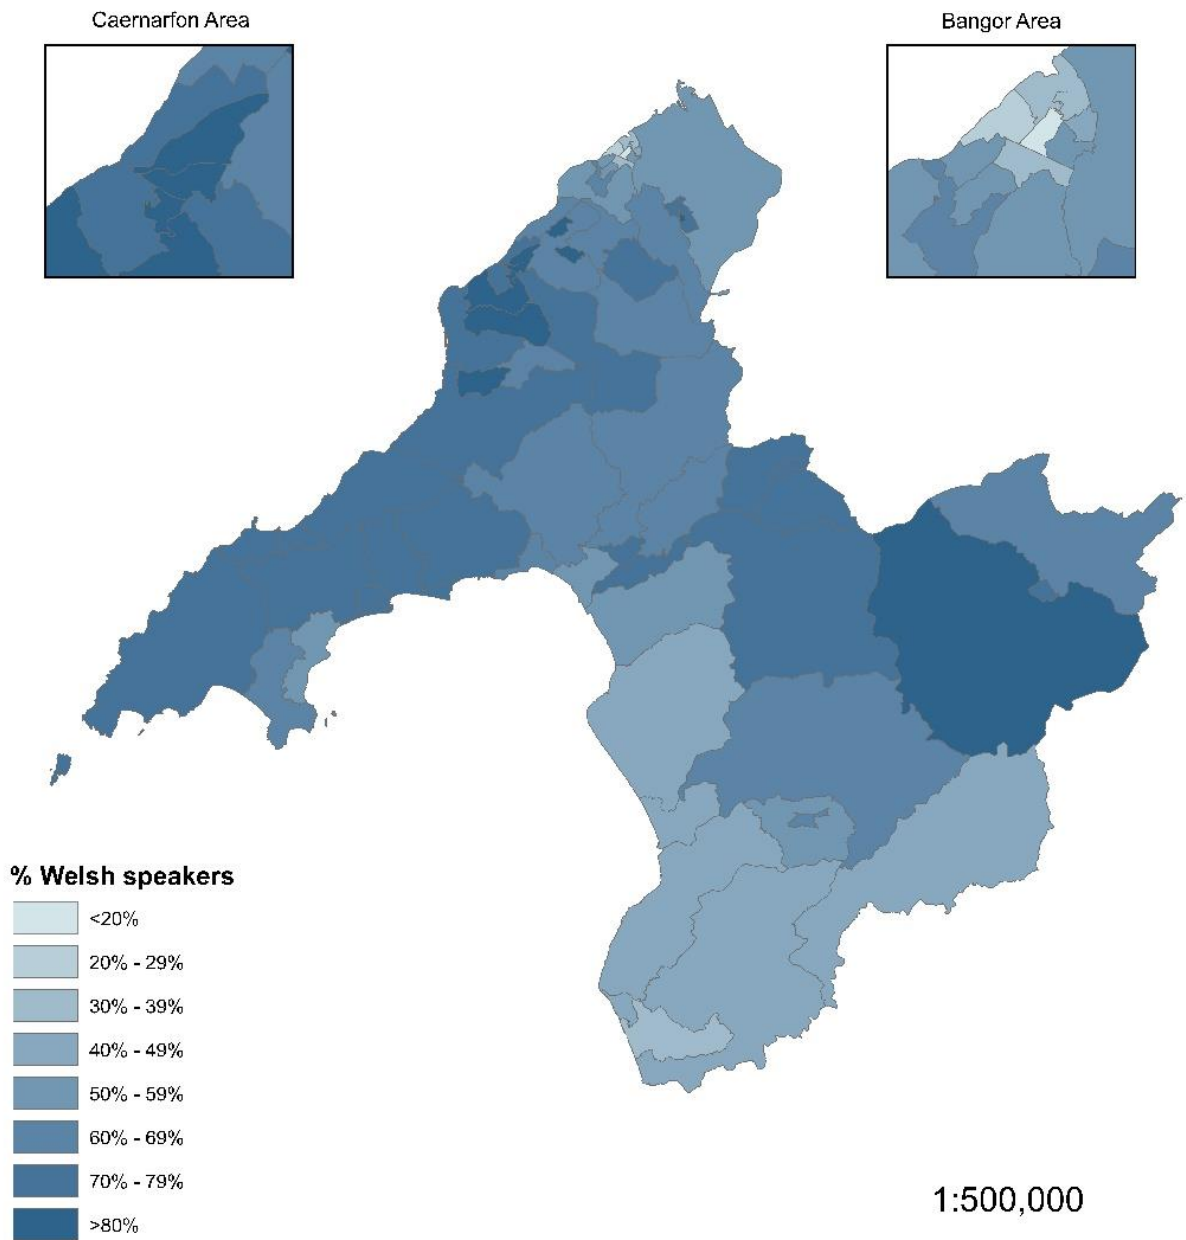 Caernarfon Area
Bangor Area
% Welsh speakers
<20%
20% - 29%
30% - 39%
40% - 49%
50% - 59%
60% - 69%
70% - 79%
>80%
1:500,000